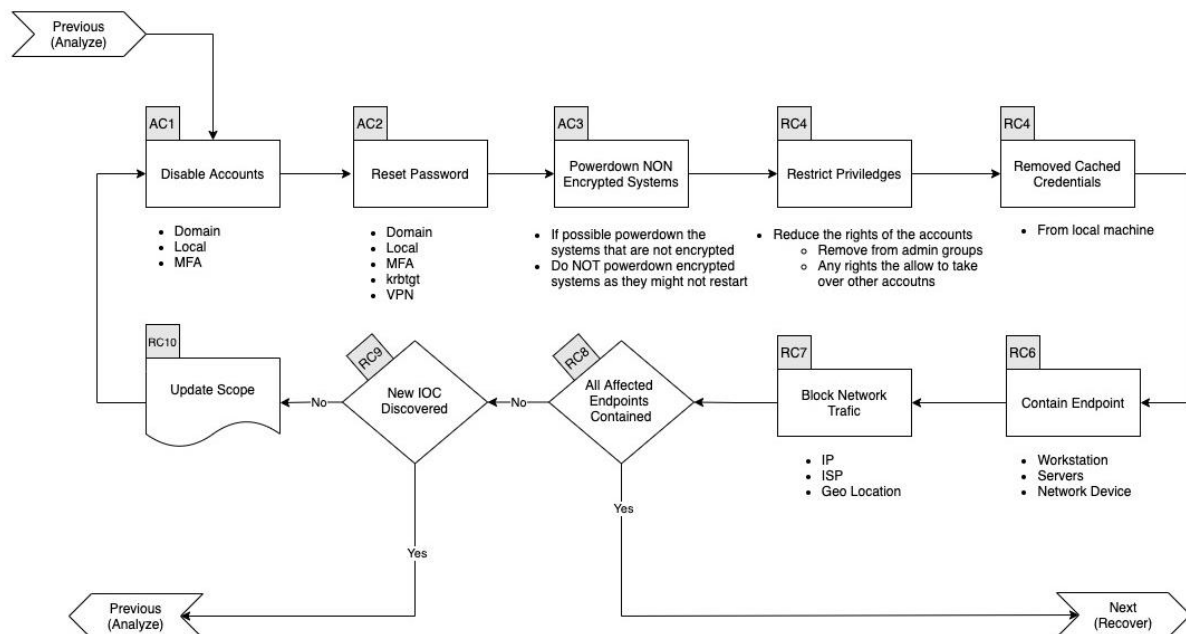 Previous
(Analyze)
AC1
Disable Accounts
• Domain
• Local
• MFA
AC2
Reset Password
• Domain
• Local
• MFA
• krbtgt
• VPN
AC3
Powerdown NON
Encrypted Systems
• If possible powerdown the
systems that are not encrypted
• Do NOT powerdown encrypted
systems as they might not restart
RC4
Restrict Priviledges
• Reduce the rights of the accounts
○ Remove from admin groups
○ Any rights the allow to take
over other accoutns
RC4
Removed Cached
Credentials
• From local machine
RC6
Contain Endpoint
• Workstation
• Servers
• Network Device
RC7
Block Network
Trafic
• IP
• ISP
• Geo Location
RC8
All Affected
Endpoints
Contained
No
Yes
RC9
New IOC
Discovered
No
Yes
RC10
Update Scope
Previous
(Analyze)
Next
(Recover)